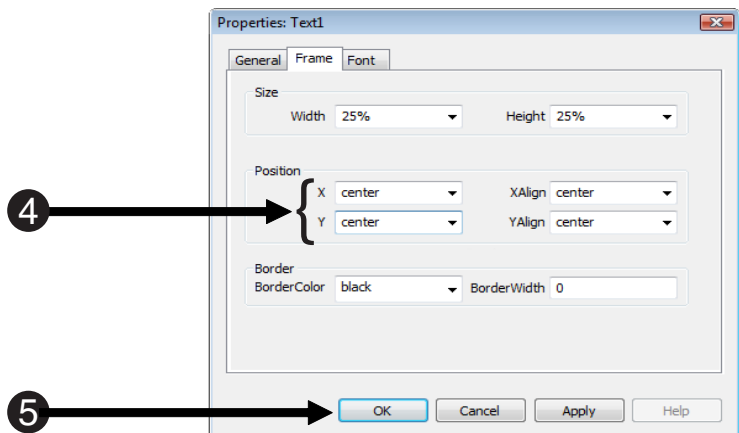 Properties: Text1
General Frame Font
Size
Width 25% Height 25%
Position
X center XAlign center
4
Y center YAlign center
Border
BorderColor black BorderWidth 0
5 OK Cancel Apply Help